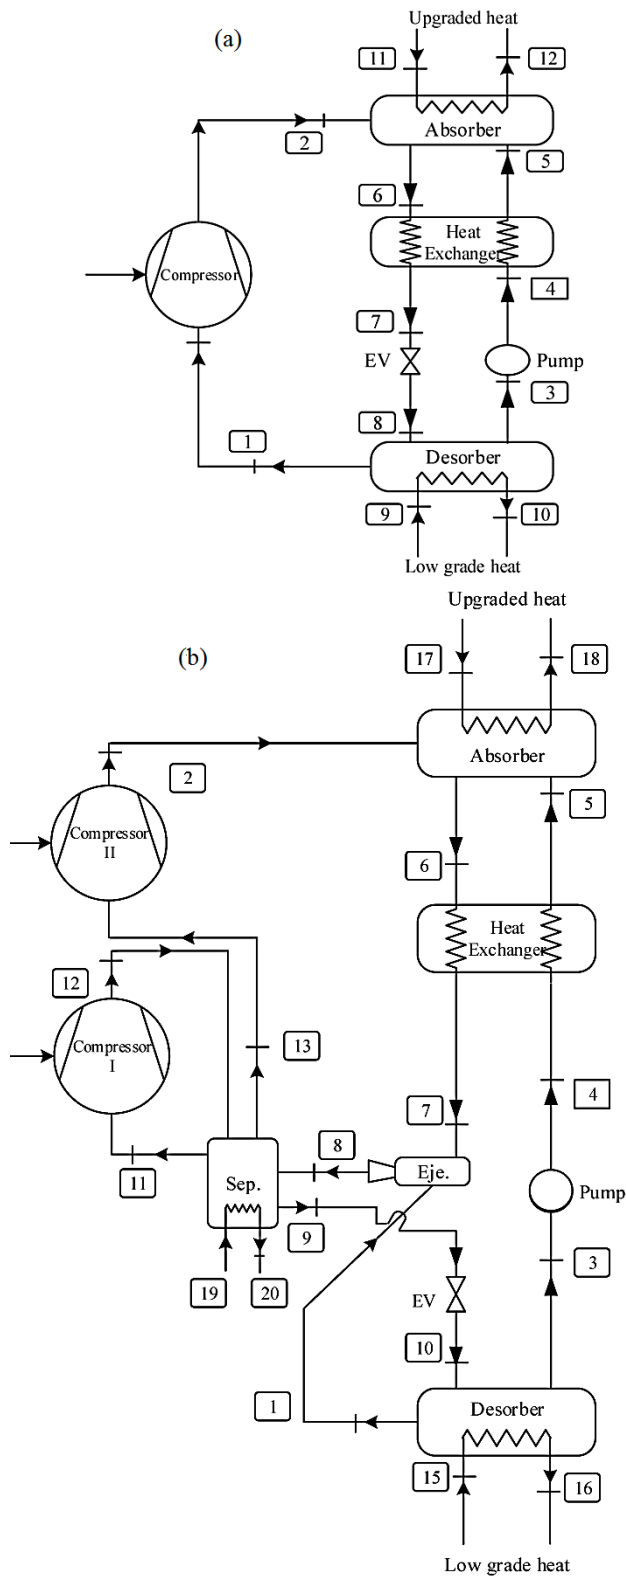 (a)
Upgraded heat
11
12
2
Absorber
5
6
Heat
Exchanger
Compressor
4
7
EV
Pump
3
8
1
Desorber
9
10
Low grade heat
Upgraded heat
(b)
17
18
Absorber
2
5
Compressor
II
6
Heat
Exchanger
12
Compressor
I
13
4
7
8
Eje.
11
Sep.
Pump
9
3
19
20
EV
10
1
Desorber
15
16
Low grade heat